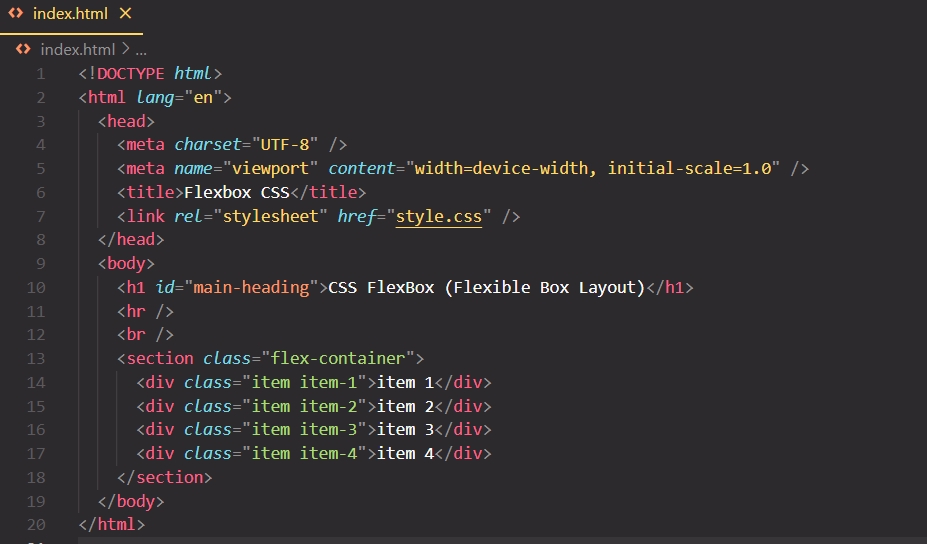 index.html
index.html > ...
1 <!DOCTYPE html>
2 <html lang="en">
3   <head>
4     <meta charset="UTF-8" />
5     <meta name="viewport" content="width=device-width, initial-scale=1.0" />
6     <title>Flexbox CSS</title>
7     <link rel="stylesheet" href="style.css" />
8   </head>
9   <body>
10     <h1 id="main-heading">CSS FlexBox (Flexible Box Layout)</h1>
11     <hr />
12     <br />
13     <section class="flex-container">
14       <div class="item item-1">item 1</div>
15       <div class="item item-2">item 2</div>
16       <div class="item item-3">item 3</div>
17       <div class="item item-4">item 4</div>
18     </section>
19   </body>
20 </html>